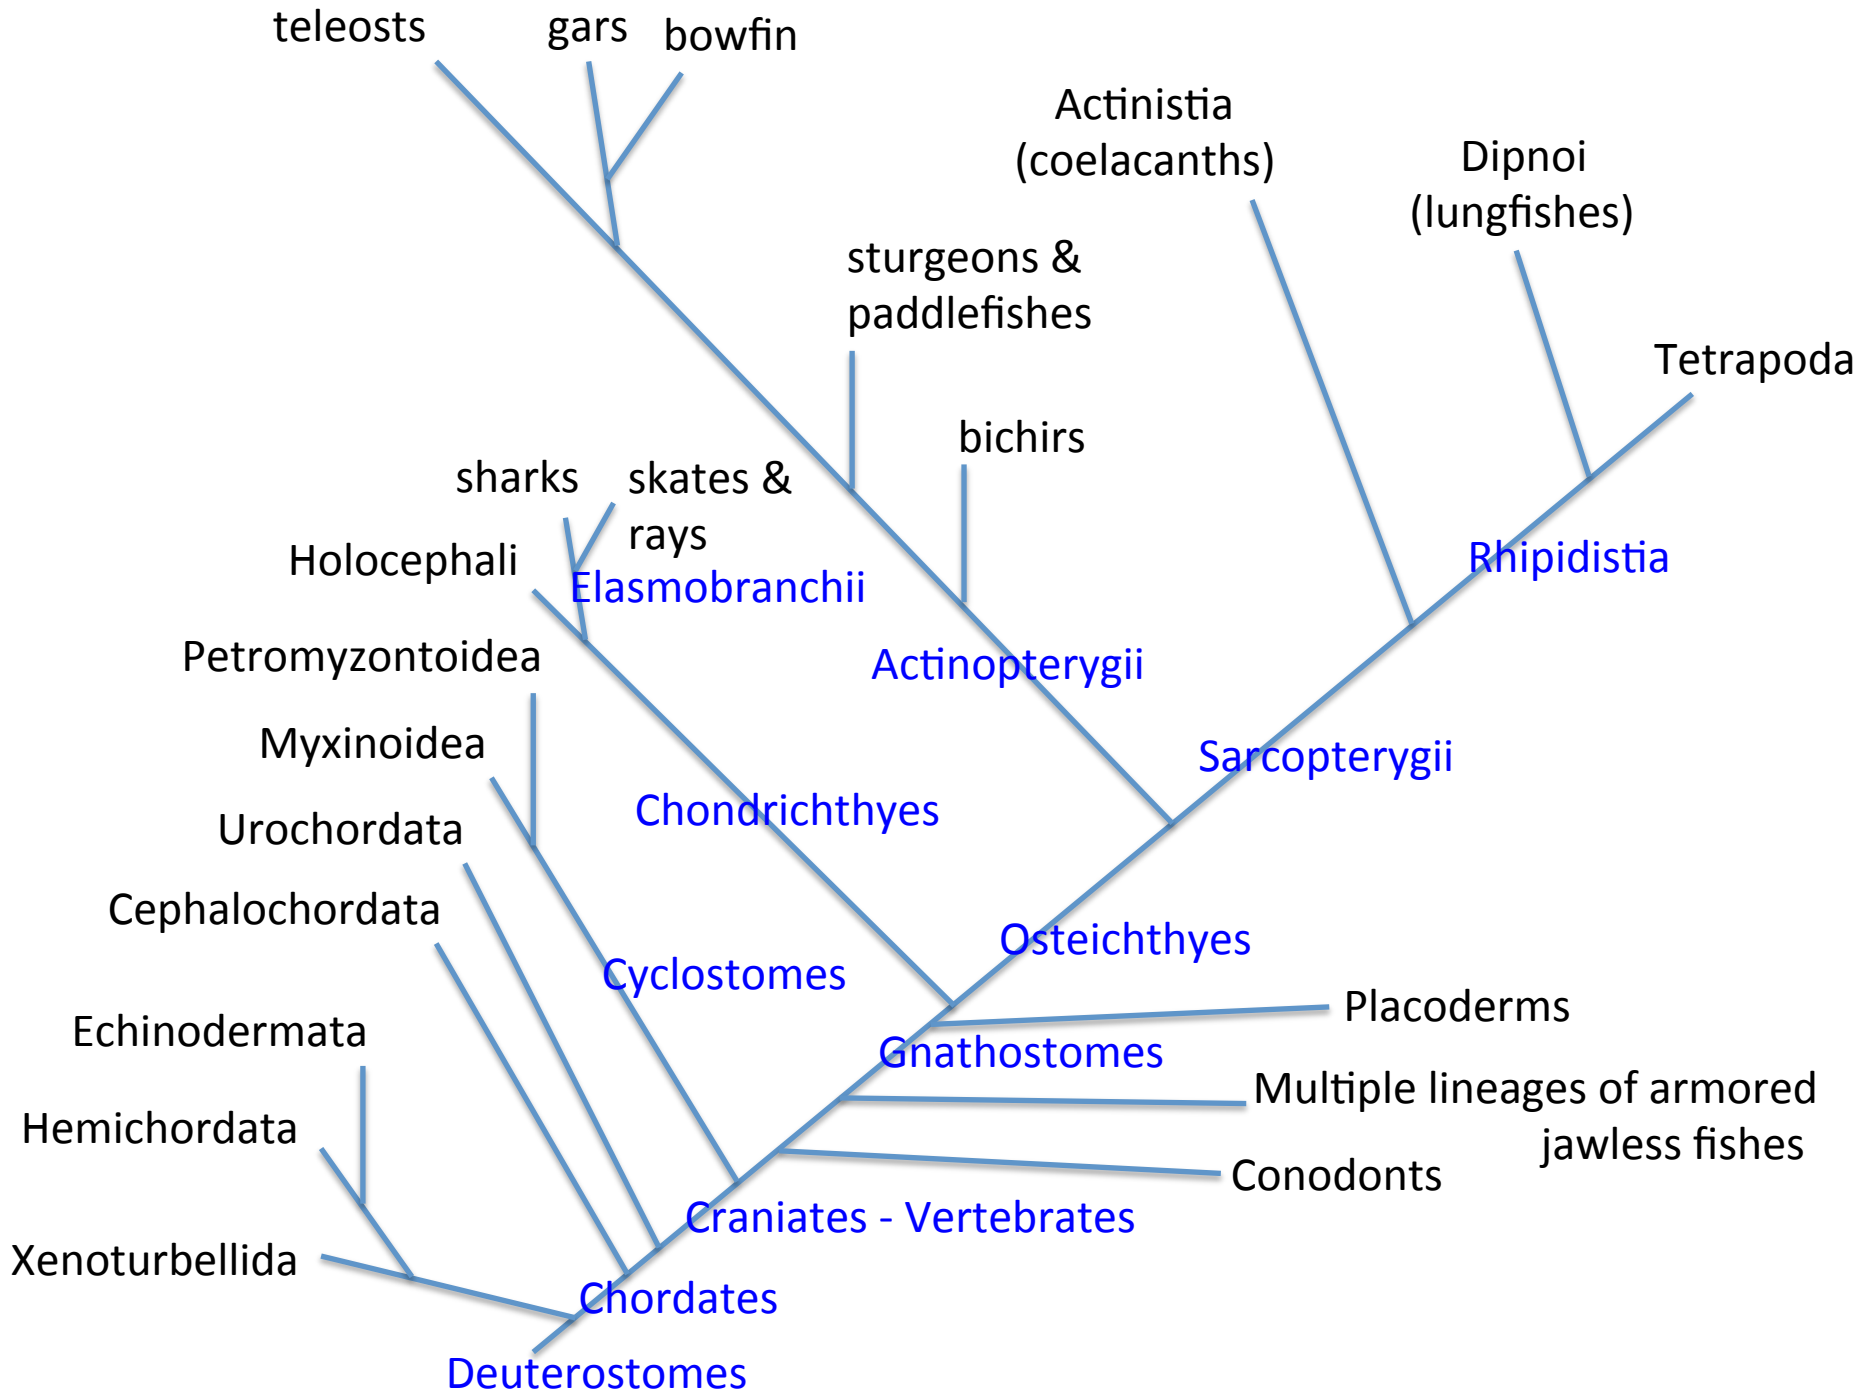 teleosts
gars
bowfin
Actinistia
(coelacanths)
Dipnoi
(lungfishes)
sturgeons &
paddlefishes
Tetrapoda
bichirs
sharks
skates &
rays
Holocephali
Elasmobranchii
Rhipidistia
Petromyzontoidea
Actinopterygii
Myxinoidea
Sarcopterygii
Chondrichthyes
Urochordata
Cephalochordata
Osteichthyes
Cyclostomes
Placoderms
Echinodermata
Gnathostomes
Multiple lineages of armored
jawless fishes
Hemichordata
Conodonts
Craniates - Vertebrates
Xenoturbellida
Chordates
Deuterostomes